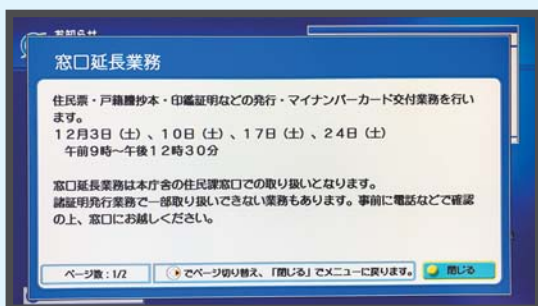 お知らせ
窓口延長業務
住民票・戸籍謄抄本・印鑑証明などの発行・マイナンバーカード交付業務を行い
ます。
12月3日（土）、10日（土）、17日（土）、24日（土）
午前9時～午後12時30分
窓口延長業務は本庁舎の住民課窓口での取り扱いとなります。
諸証明発行業務で一部取り扱いできない業務もあります。事前に電話などで確認
の上、窓口にお越しください。
ページ数：1/2
でページ切り替え、「閉じる」でメニューに戻ります。
閉じる